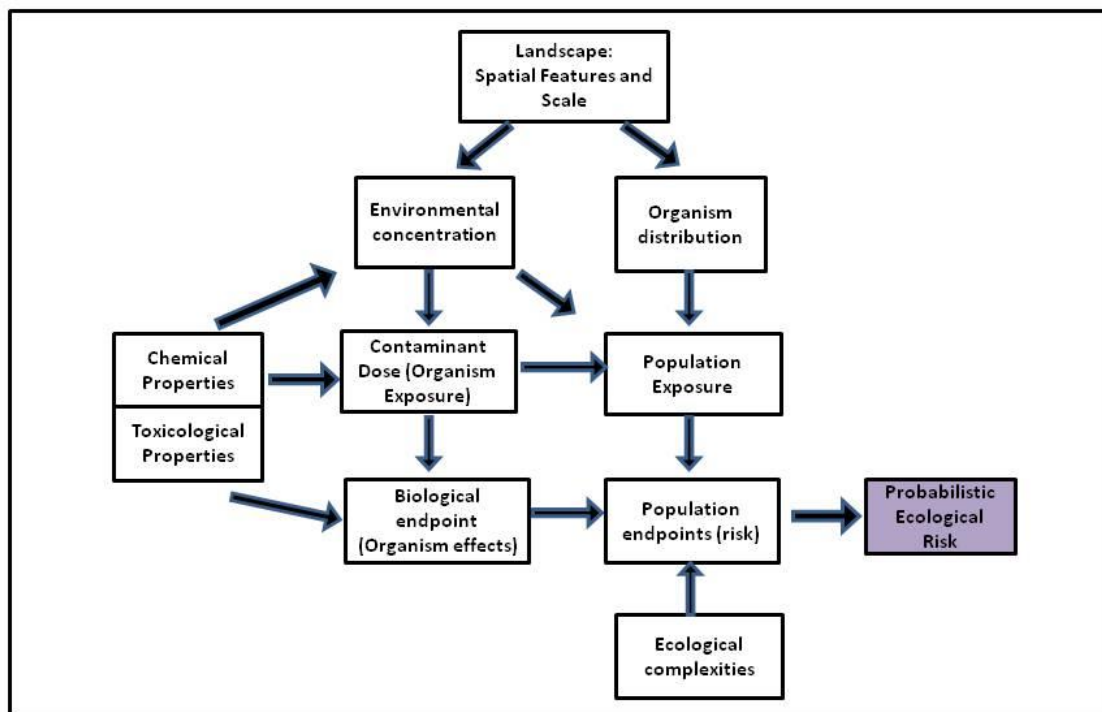 Landscape:
Spatial Features and
Scale
Environmental
concentration
Organism
distribution
Chemical
Properties
Toxicological
Properties
Contaminant
Dose (Organism
Exposure)
Population
Exposure
Biological
endpoint
(Organism effects)
Population
endpoints (risk)
Probabilistic
Ecological
Risk
Ecological
complexities